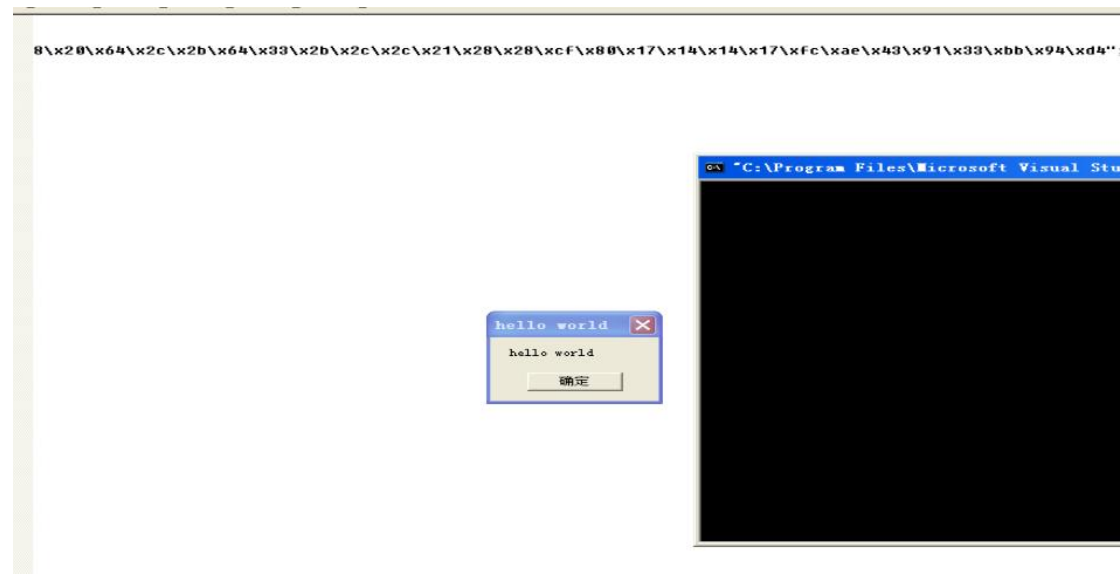 8\x20\x64\x2c\x2b\x64\x33\x2b\x2c\x2c\x21\x28\x28\xcf\x80\x17\x14\x14\x17\xfc\xae\x43\x91\x33\xbb\x94\xd4";
"C:\Program Files\Microsoft Visual Stu
hello world
hello world
确定